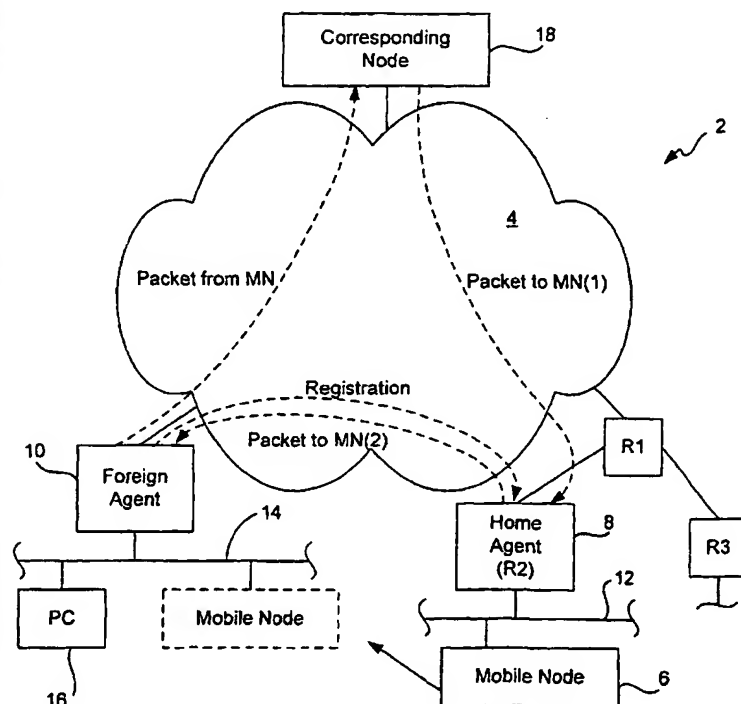 Corresponding
Node
18
2
4
Packet from MN
Packet to MN(1)
Registration
Packet to MN(2)
R1
10
Foreign
Agent
14
Home
Agent
(R2)
8
R3
12
PC
Mobile Node
16
Mobile Node
6